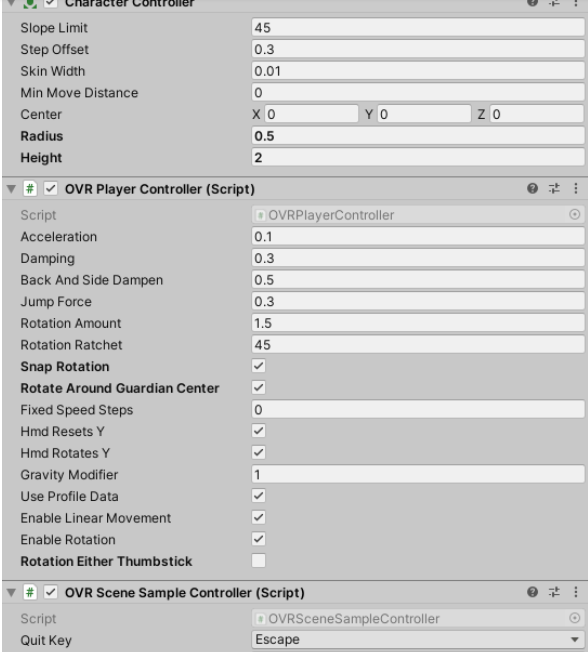 Character Controller
Slope Limit 45
Step Offset 0.3
Skin Width 0.01
Min Move Distance 0
Center X 0 Y 0 Z 0
Radius 0.5
Height 2
# OVR Player Controller (Script)
Script # OVRPlayerController
Acceleration 0.1
Damping 0.3
Back And Side Dampen 0.5
Jump Force 0.3
Rotation Amount 1.5
Rotation Ratchet 45
Snap Rotation
Rotate Around Guardian Center
Fixed Speed Steps 0
Hmd Resets Y
Hmd Rotates Y
Gravity Modifier 1
Use Profile Data
Enable Linear Movement
Enable Rotation
Rotation Either Thumbstick
# OVR Scene Sample Controller (Script)
Script # OVRSceneSampleController
Quit Key Escape